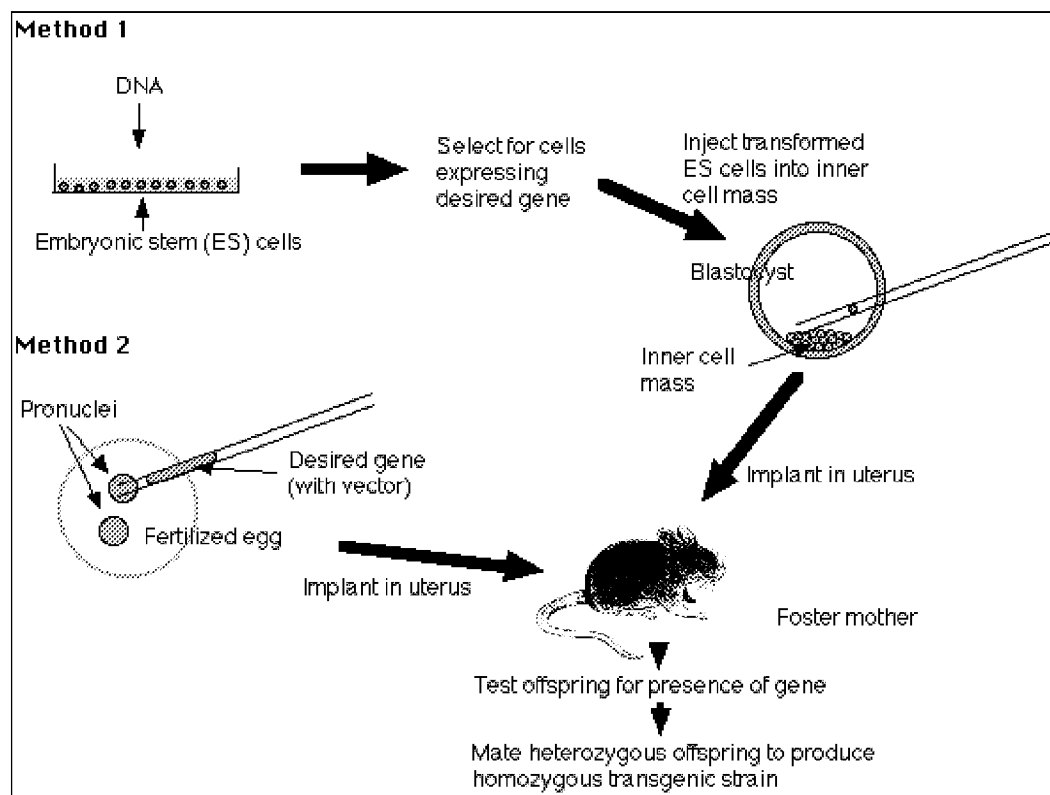 Method 1
DNA
Embryonic stem (ES) cells
Select for cells
expressing
desired gene
Inject transformed
ES cells into inner
cell mass
Blastocyst
Inner cell
mass
Implant in uterus
Method 2
Pronuclei
Desired gene
(with vector)
Fertilized egg
Implant in uterus
Foster mother
Test offspring for presence of gene
Mate heterozygous offspring to produce
homozygous transgenic strain